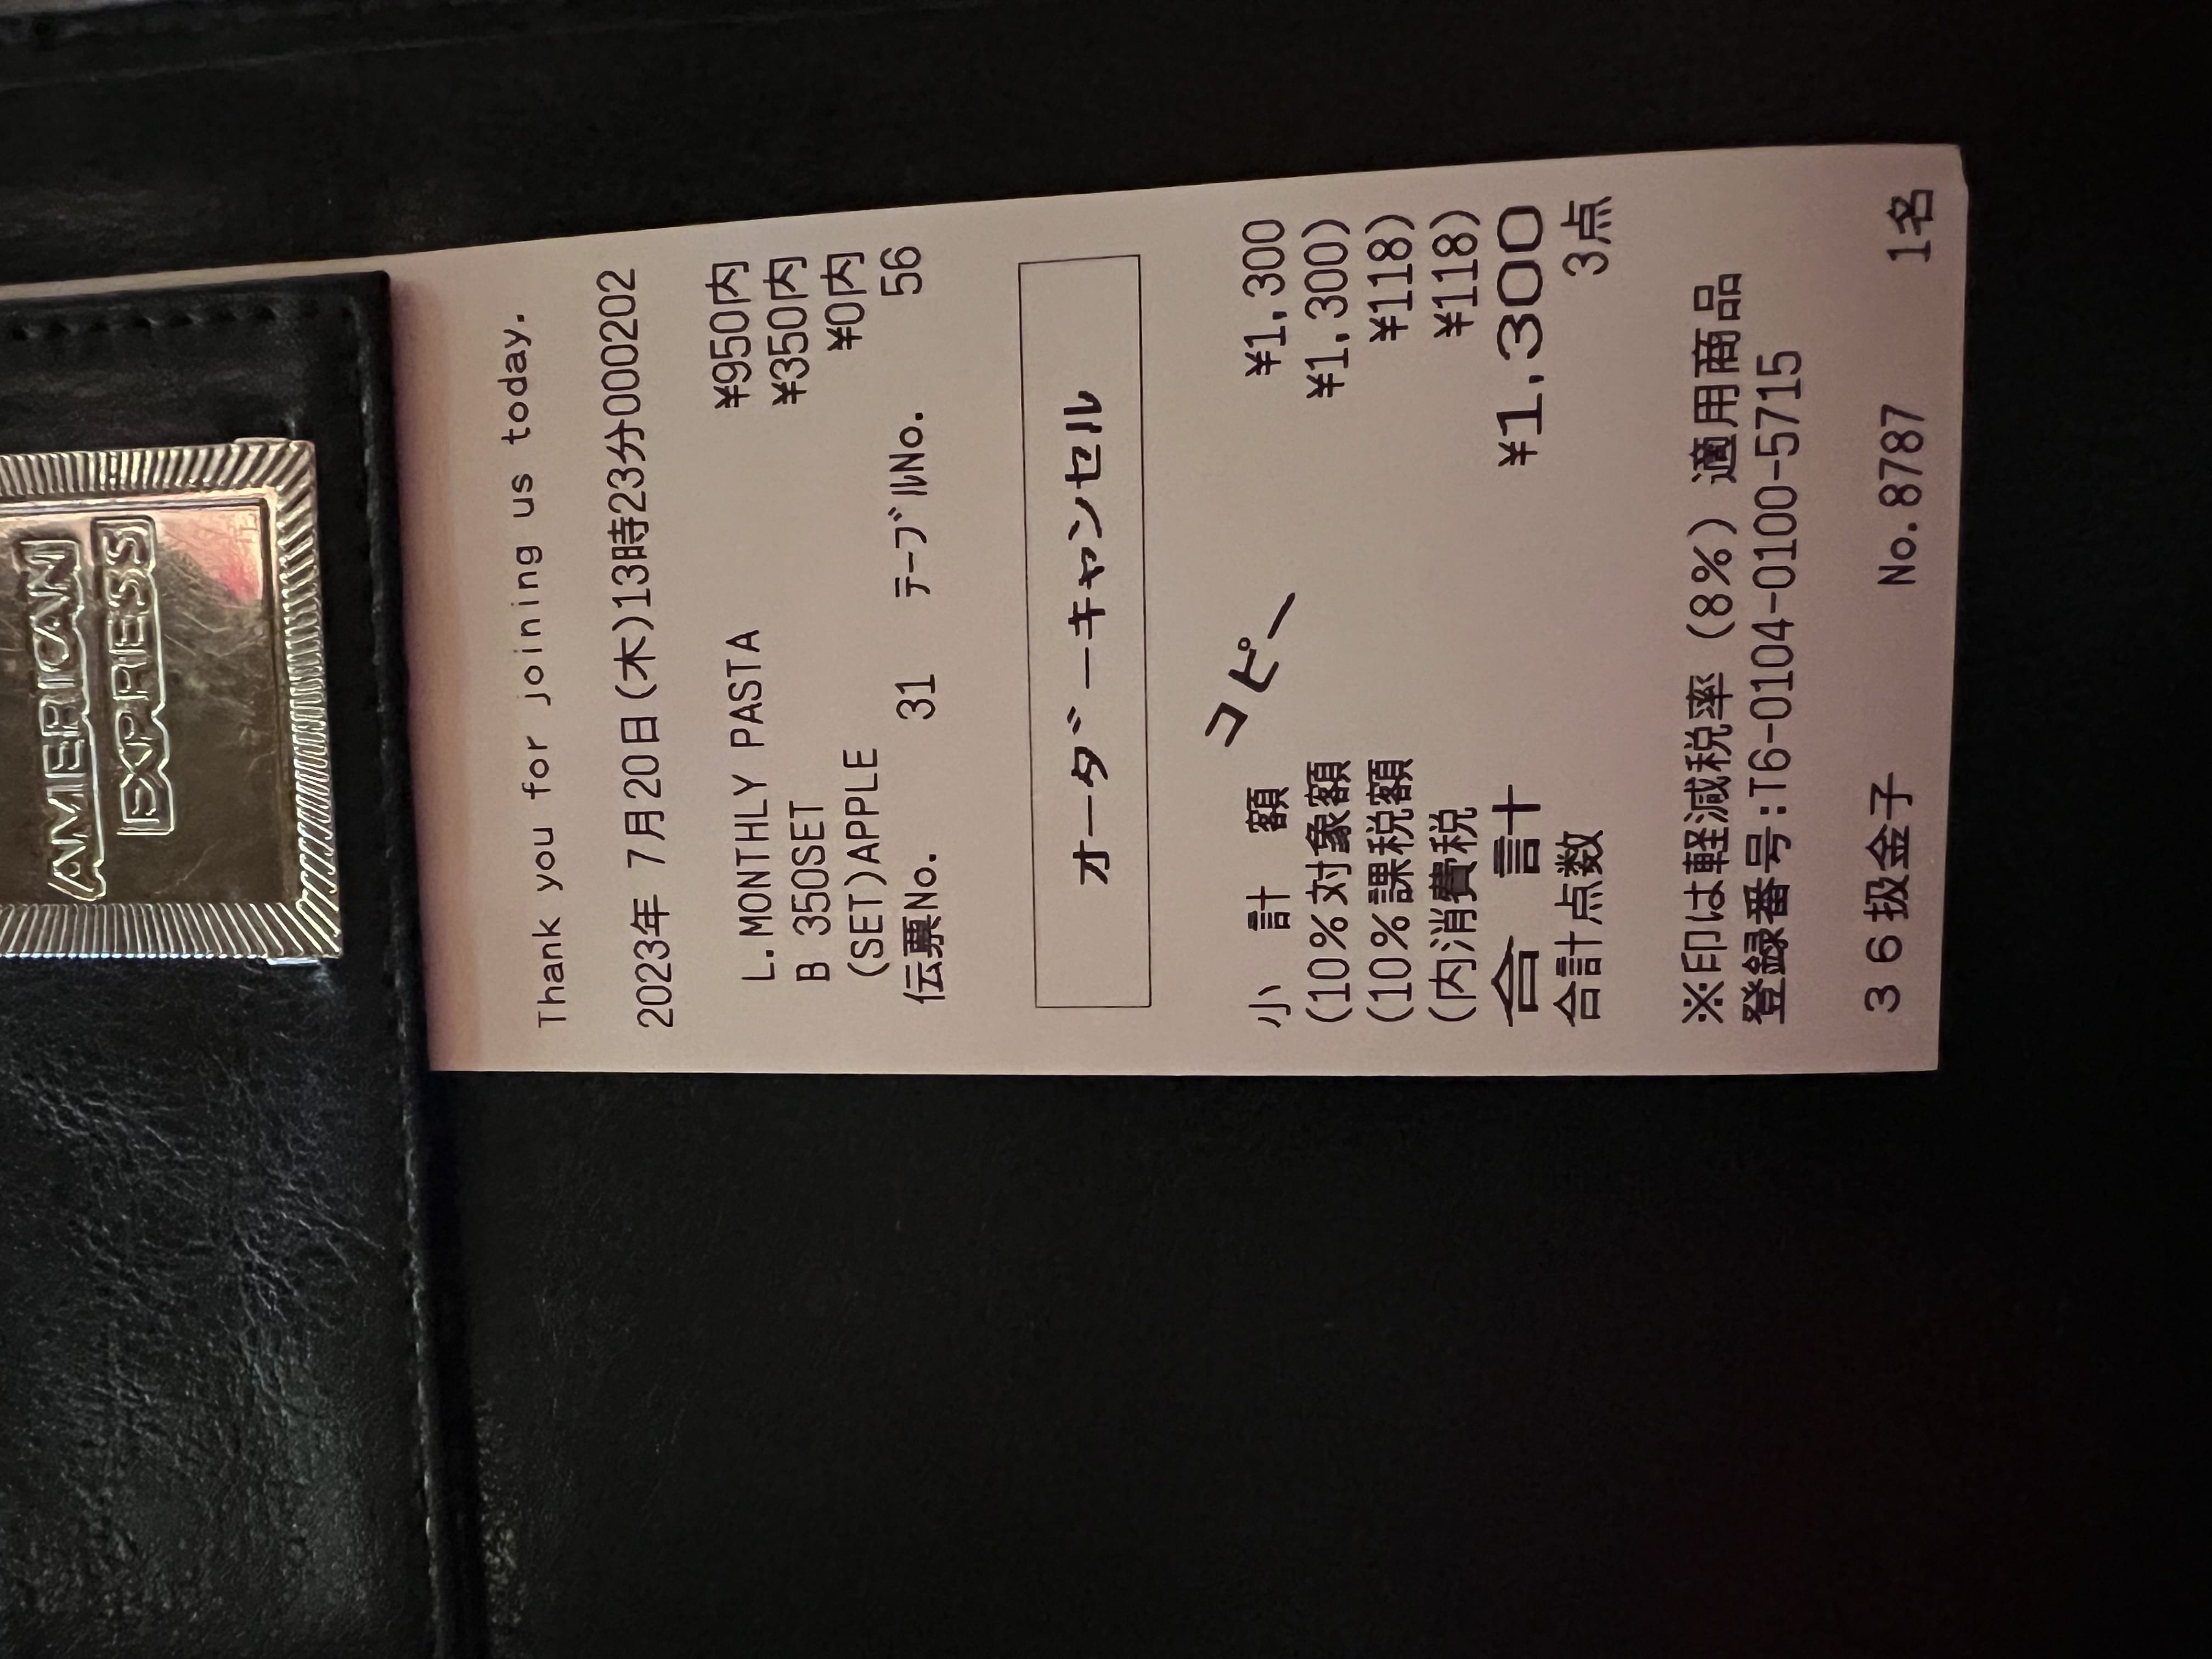 AMERICAN
EXPRESS
Thank you for joining us today.
2023年 7月20日(木)13時23分000202
L.MONTHLY PASTA ¥950内
B 350SET ¥350内
(SET)APPLE ¥0内
伝票No. 31 ﾃｰﾌﾞﾙNo. 56
オーダーキャンセル
コピー
小 計 額 ¥1,300
(10%対象額 ¥1,300)
(10%課税額 ¥118)
(内消費税 ¥118)
合 計 ¥1,300
合計点数 3点
※印は軽減税率（8%）適用商品
登録番号:T6-0104-0100-5715
３６扱金子 No.8787 1名